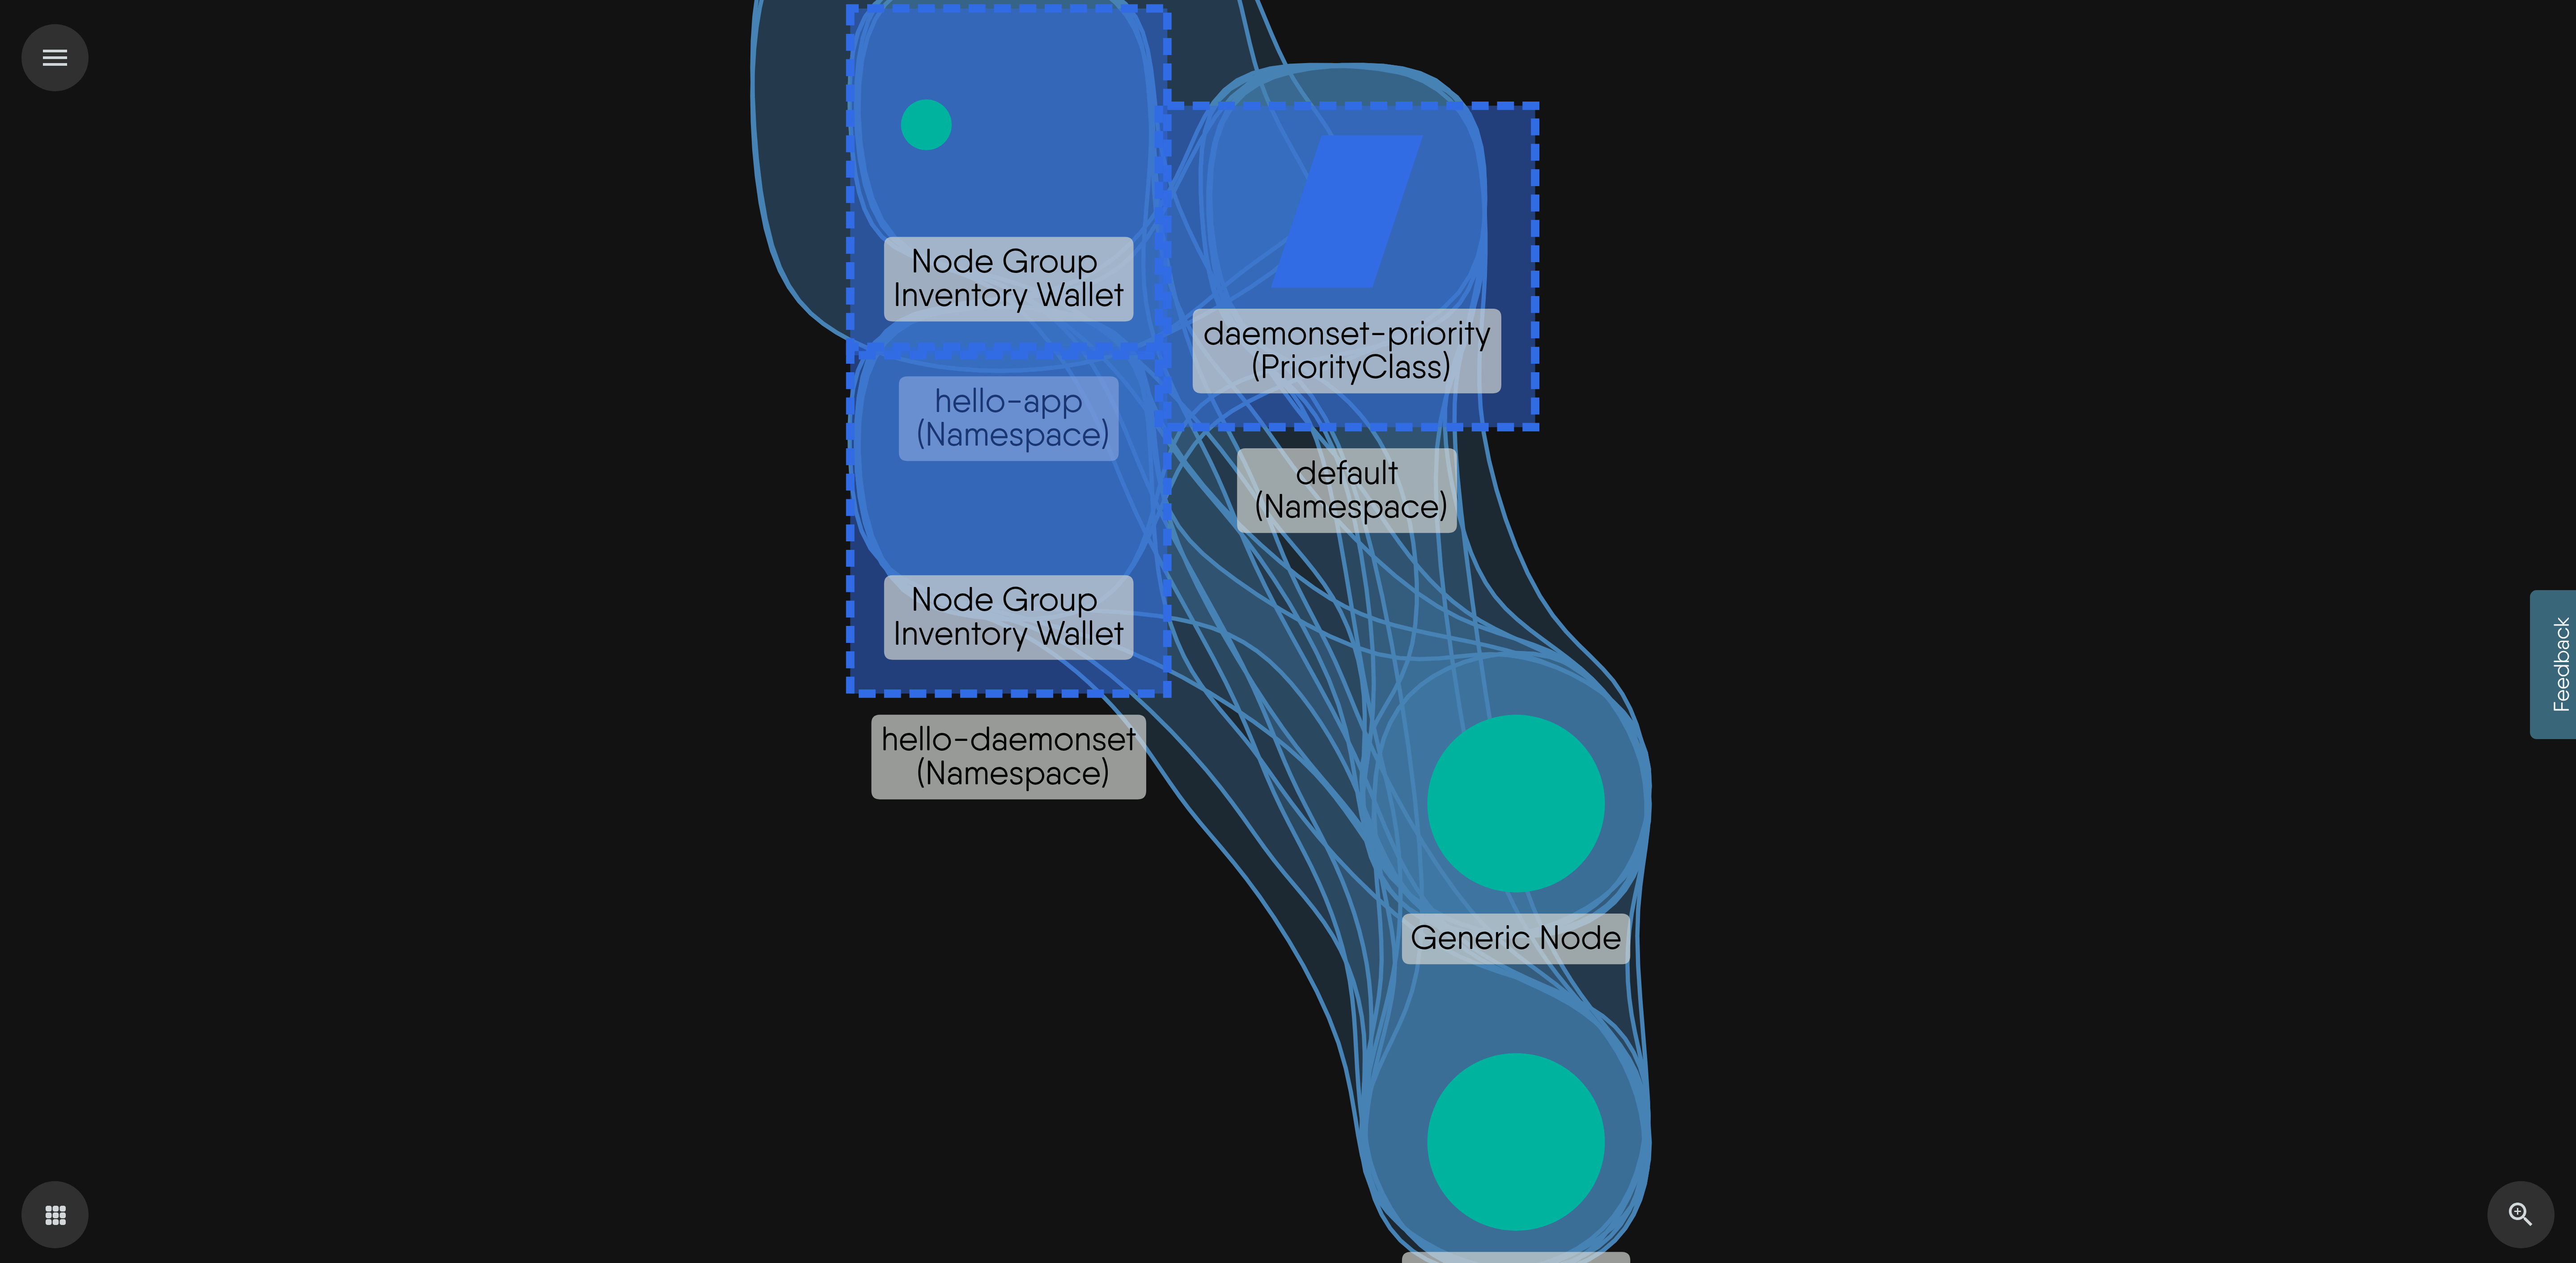 Node Group
Inventory Wallet
daemonset-priority
(PriorityClass)
hello-app
(Namespace)
default
(Namespace)
Node Group
Inventory Wallet
hello-daemonset
(Namespace)
Generic Node
Feedback